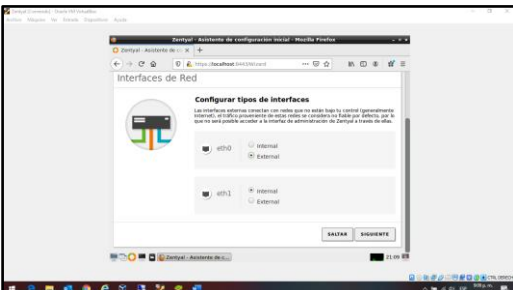 Zentyal - Asistente de configuración inicial - Mozilla Firefox
Zentyal - Asistente de
https://localhost:8443/Wizard
Interfaces de Red
Configurar tipos de interfaces
Las interfaces externas conectan con redes que no están bajo tu control (generalmente
Internet), el tráfico proveniente de estas redes se considera no fiable por defecto, por lo
que no será posible acceder a la interfaz de administración de Zentyal a través de ellas.
eth0
Internal
External
eth1
Internal
External
SALTAR
SIGUIENTE
Zentyal - Asistente de c...
21:09